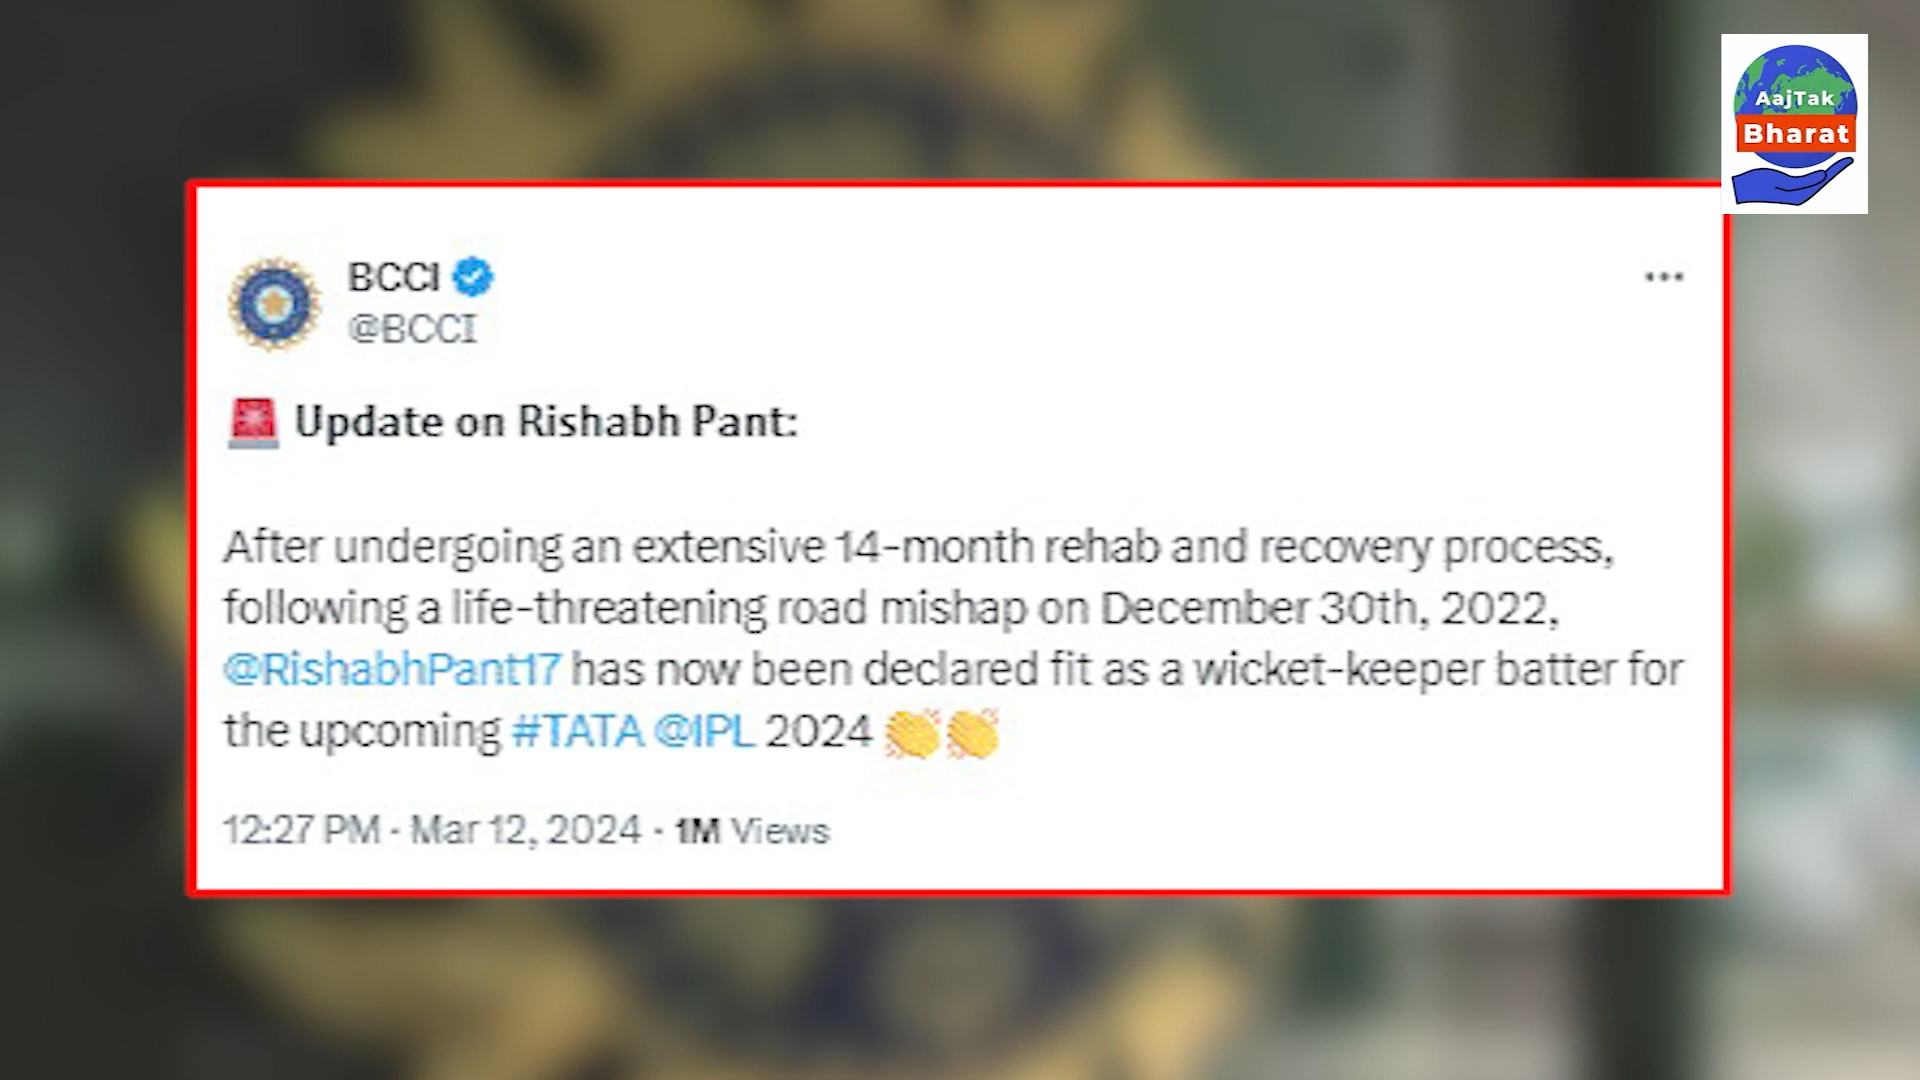 AajTak
Bharat
BCCI
@BCCI
🚨 Update on Rishabh Pant:
After undergoing an extensive 14-month rehab and recovery process,
following a life-threatening road mishap on December 30th, 2022,
@RishabhPant17 has now been declared fit as a wicket-keeper batter for
the upcoming #TATA @IPL 2024 👏👏
12:27 PM · Mar 12, 2024 · 1M Views